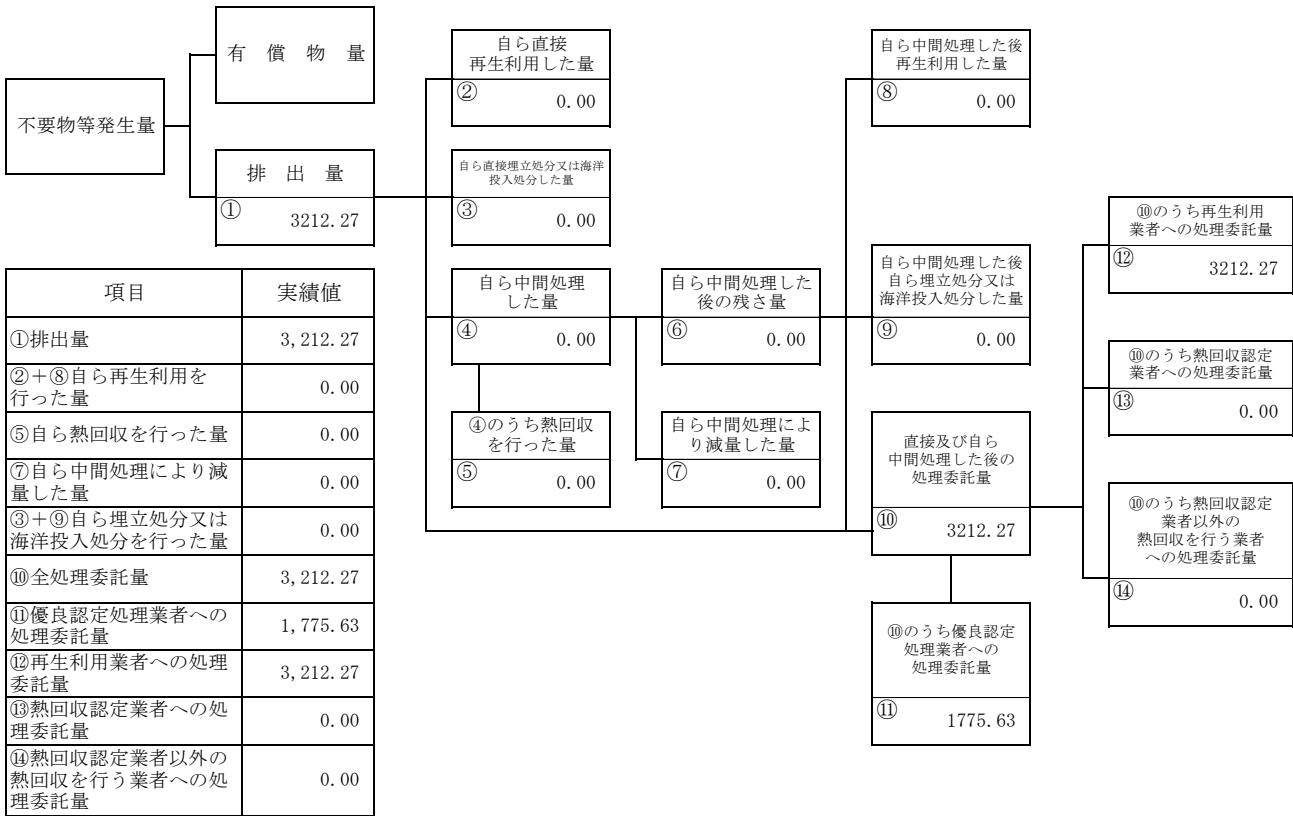 有　償　物　量
不要物等発生量
排　出　量
① 3212.27
自ら直接
再生利用した量
② 0.00
自ら直接埋立処分又は海洋
投入処分した量
③ 0.00
自ら中間処理
した量
④ 0.00
④のうち熱回収
を行った量
⑤ 0.00
自ら中間処理した
後の残さ量
⑥ 0.00
自ら中間処理によ
り減量した量
⑦ 0.00
自ら中間処理した後
再生利用した量
⑧ 0.00
自ら中間処理した後
自ら埋立処分又は
海洋投入処分した量
⑨ 0.00
直接及び自ら
中間処理した後の
処理委託量
⑩ 3212.27
⑩のうち優良認定
処理業者への
処理委託量
⑪ 1775.63
⑩のうち再生利用
業者への処理委託量
⑫ 3212.27
⑩のうち熱回収認定
業者への処理委託量
⑬ 0.00
⑩のうち熱回収認定
業者以外の
熱回収を行う業者
への処理委託量
⑭ 0.00
項目 実績値
①排出量 3,212.27
②＋⑧自ら再生利用を
行った量 0.00
⑤自ら熱回収を行った量 0.00
⑦自ら中間処理により減
量した量 0.00
③＋⑨自ら埋立処分又は
海洋投入処分を行った量 0.00
⑩全処理委託量 3,212.27
⑪優良認定処理業者への
処理委託量 1,775.63
⑫再生利用業者への処理
委託量 3,212.27
⑬熱回収認定業者への処
理委託量 0.00
⑭熱回収認定業者以外の
熱回収を行う業者への処
理委託量 0.00